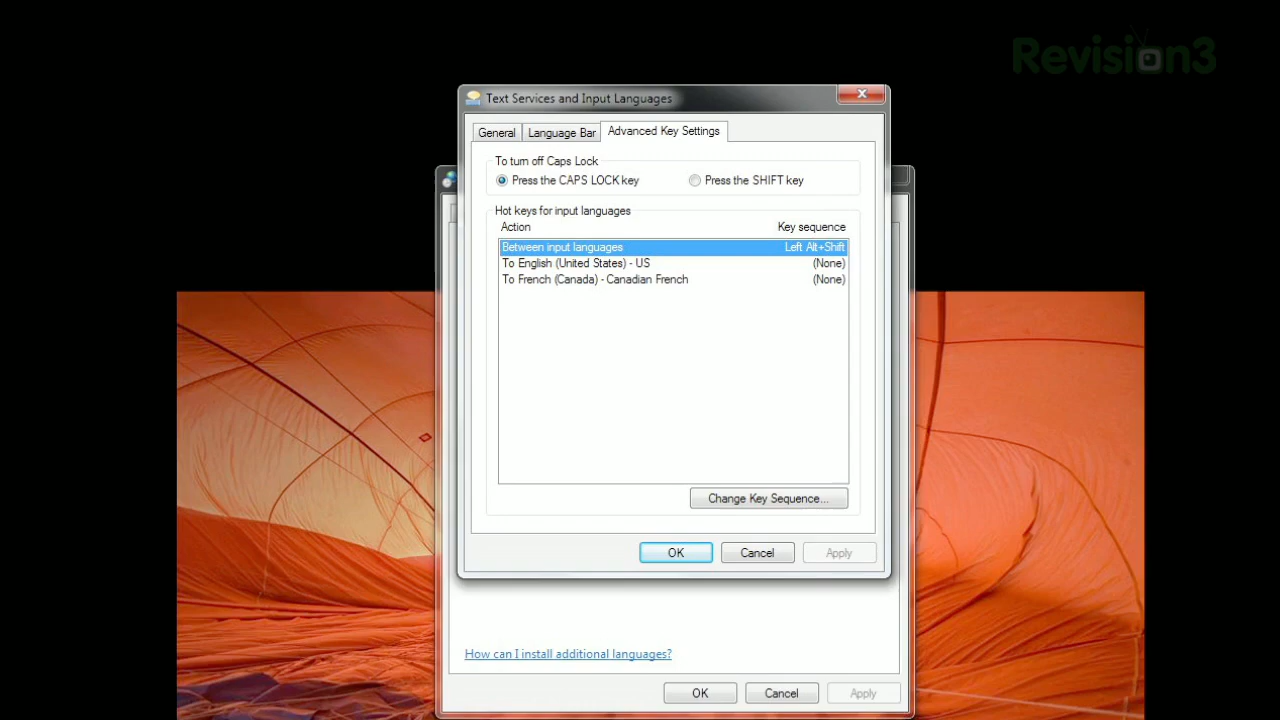 Revision3
Text Services and Input Languages
General Language Bar Advanced Key Settings
To turn off Caps Lock
Press the CAPS LOCK key Press the SHIFT key
Hot keys for input languages
Action Key sequence
Between input languages Left Alt+Shift
To English (United States) - US (None)
To French (Canada) - Canadian French (None)
Change Key Sequence...
OK Cancel Apply
How can I install additional languages?
OK Cancel Apply